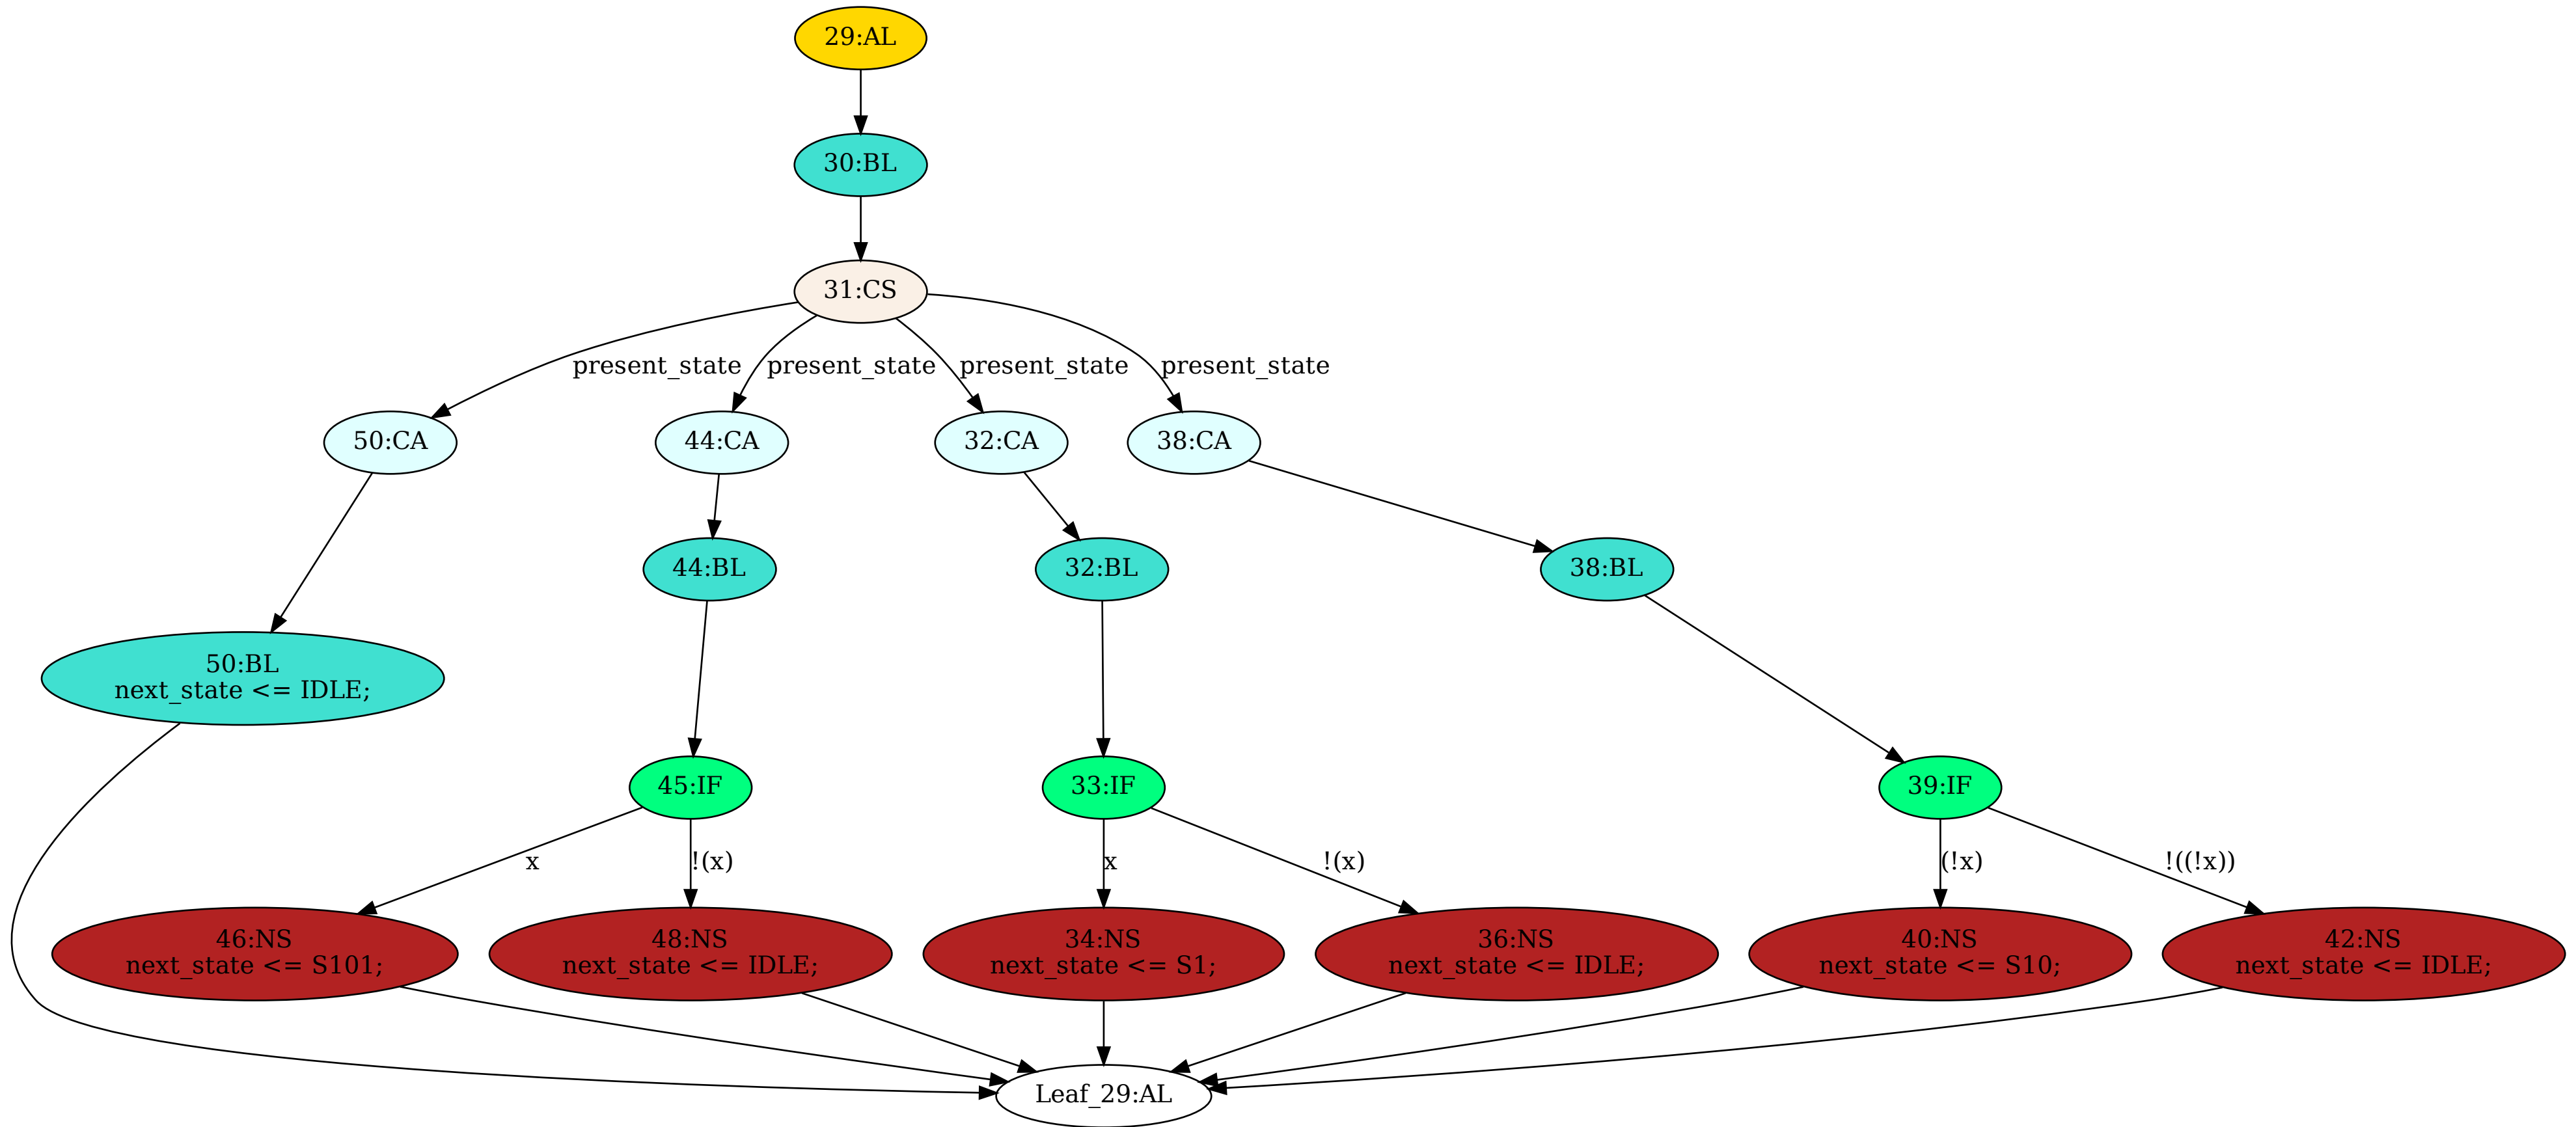 29:AL
30:BL
31:CS
present_state
present_state
present_state
present_state
50:CA
44:CA
32:CA
38:CA
44:BL
32:BL
38:BL
50:BL
next_state <= IDLE;
45:IF
33:IF
39:IF
x
!(x)
x
!(x)
(!x)
!((!x))
46:NS
next_state <= S101;
48:NS
next_state <= IDLE;
34:NS
next_state <= S1;
36:NS
next_state <= IDLE;
40:NS
next_state <= S10;
42:NS
next_state <= IDLE;
Leaf_29:AL